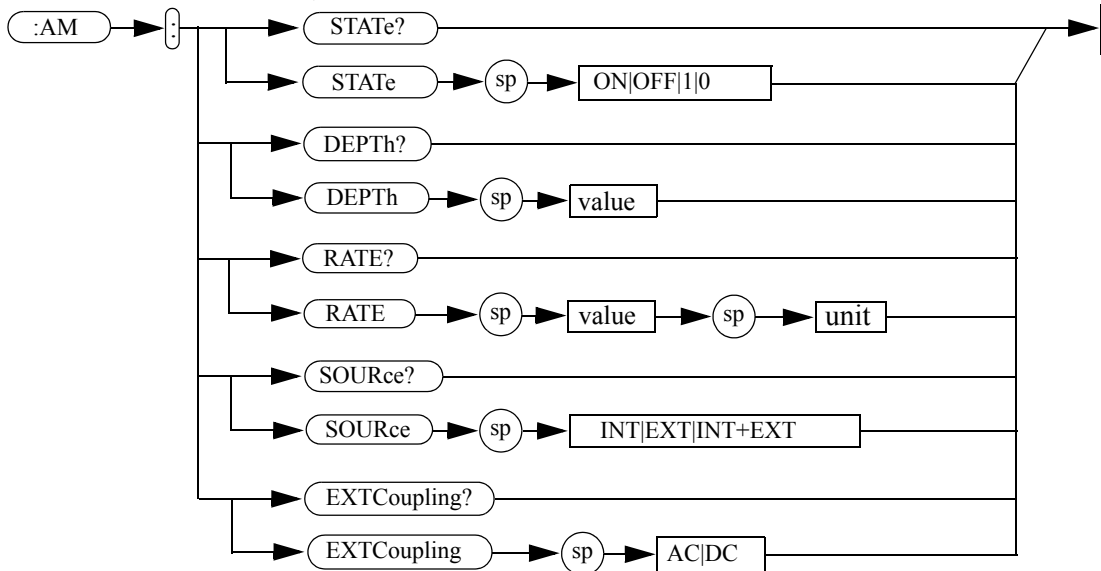 :AM : STATe?
STATe sp ON|OFF|1|0
DEPTh?
DEPTh sp value
RATE?
RATE sp value sp unit
SOURce?
SOURce sp INT|EXT|INT+EXT
EXTCoupling?
EXTCoupling sp AC|DC